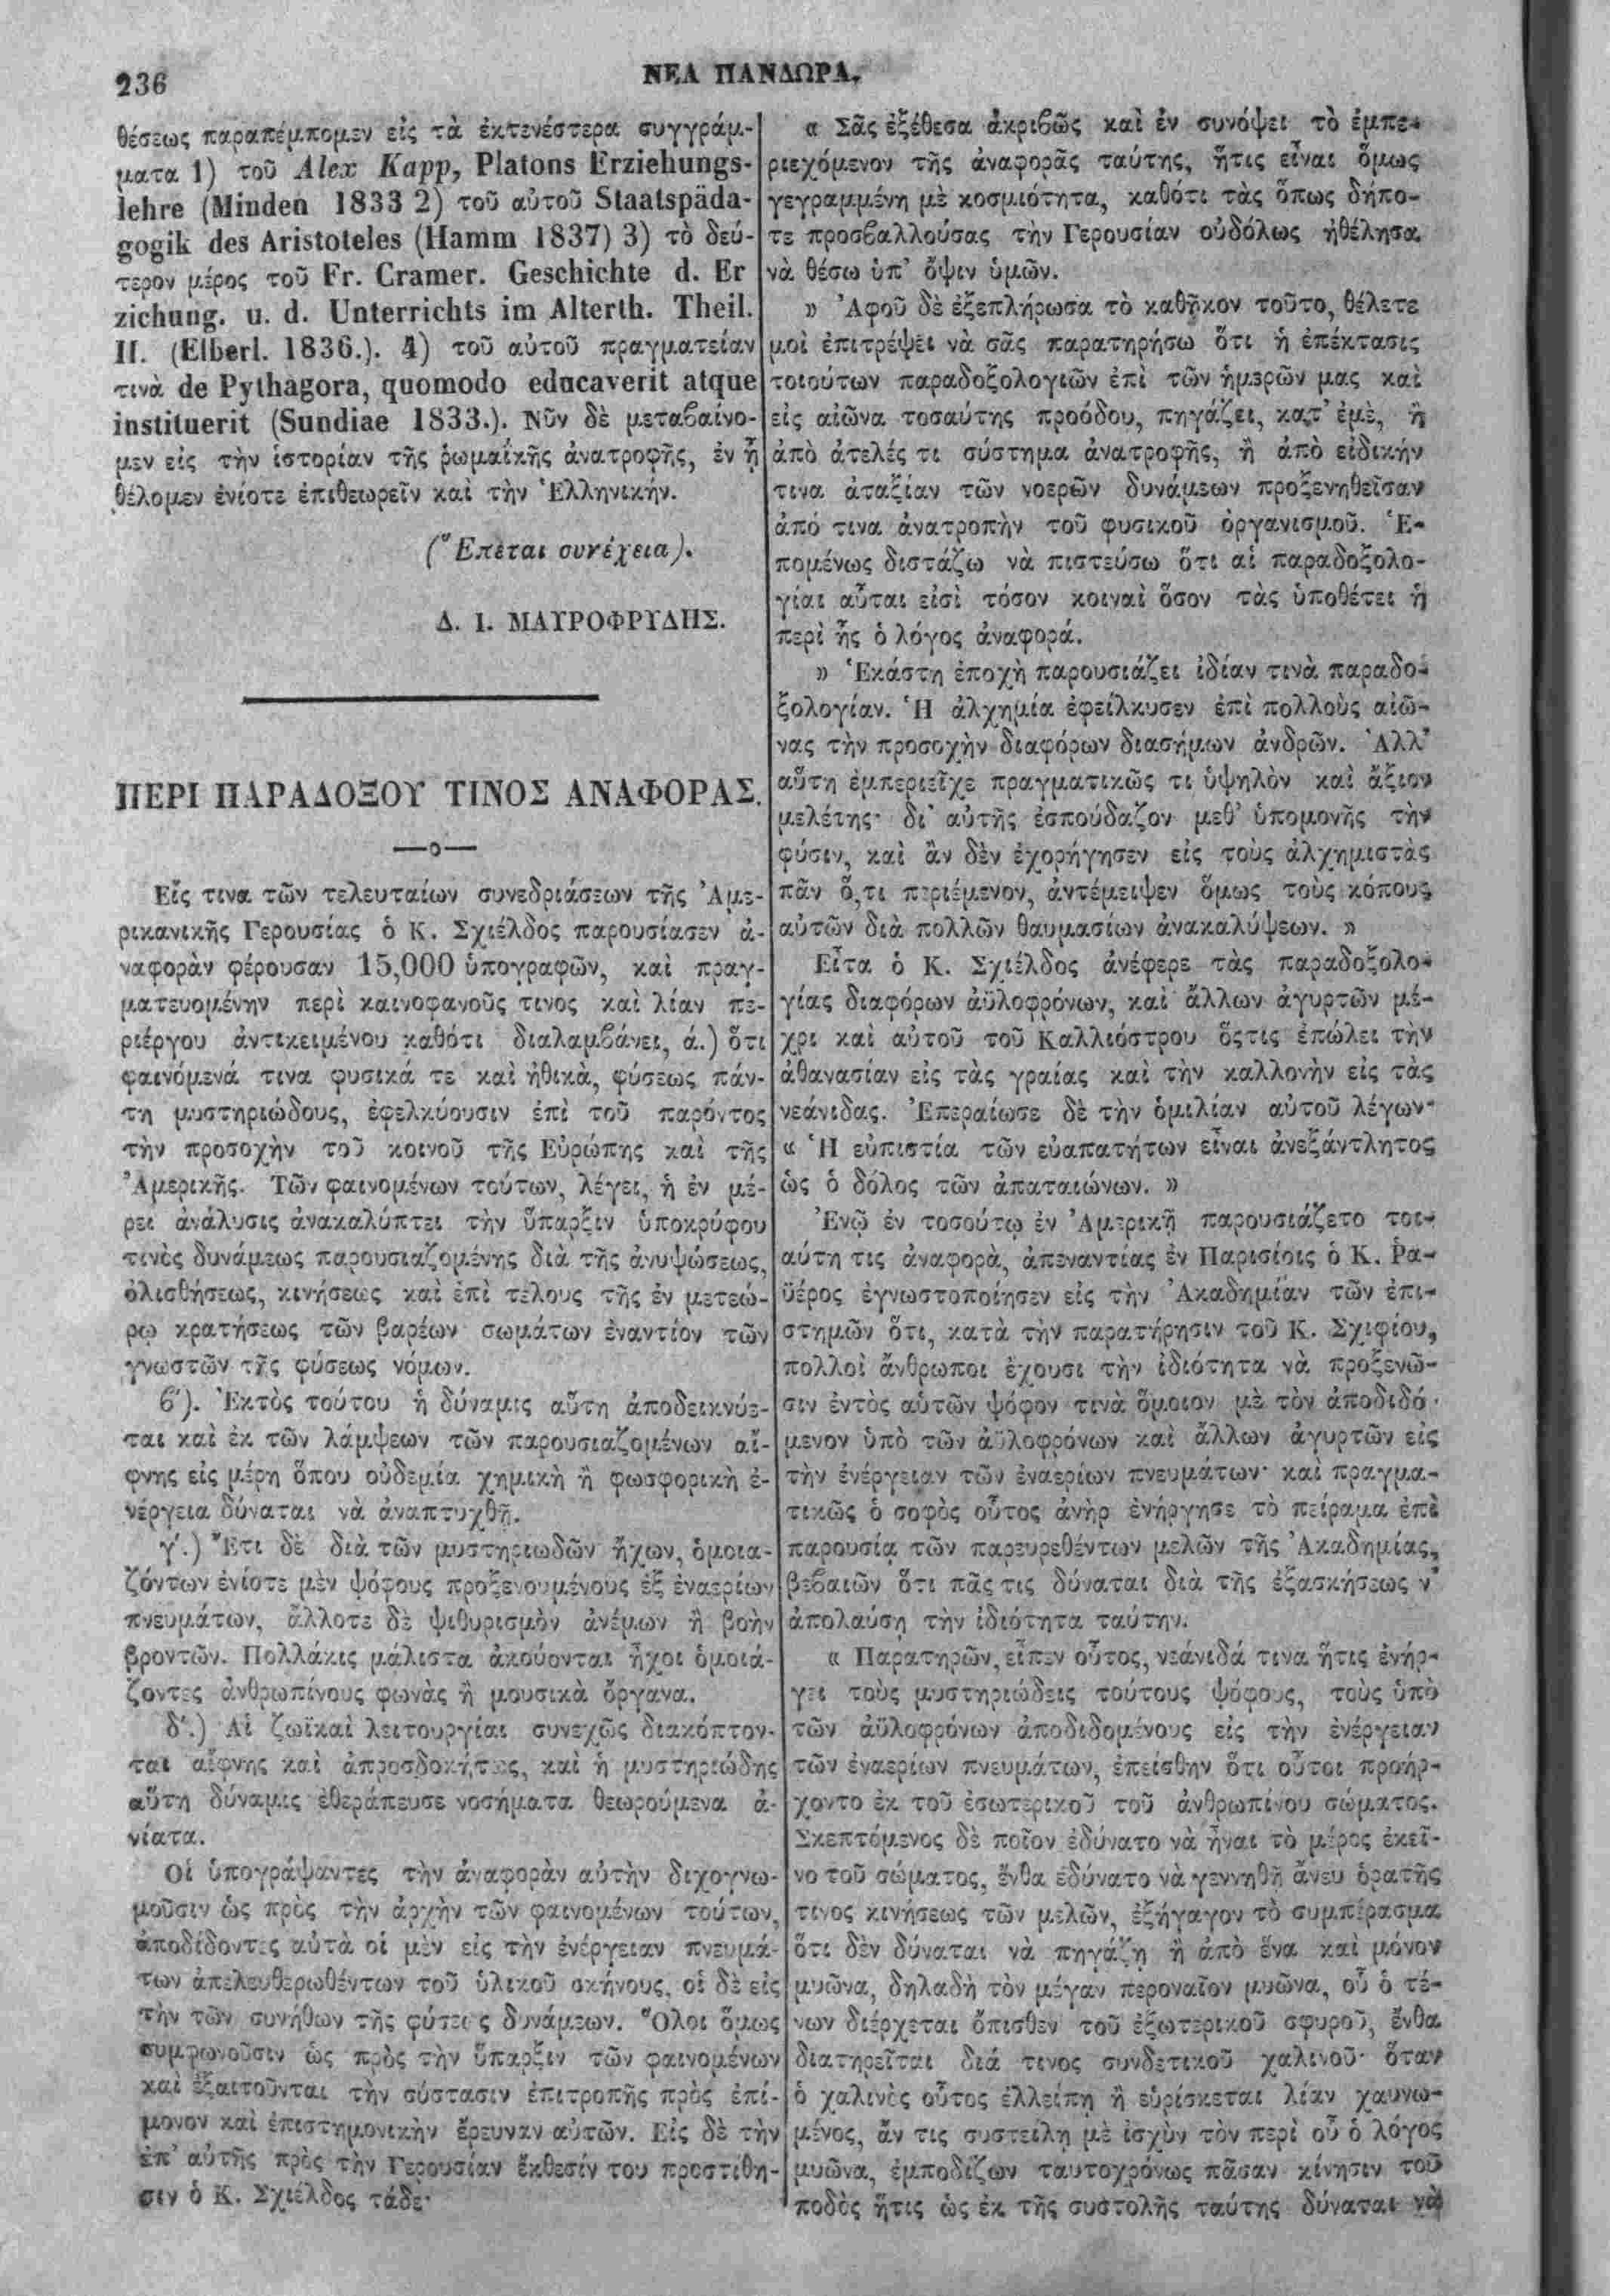 236
ΝΕΑ ΠΑΝΔΩΡΑ.
θέσεως παραπέμπομεν εἰς τὰ ἐκτενέστερα συγγράμ-
ματα 1) τοῦ Alex Kapp, Platons Erziehungs-
lehre (Minden 1833 2) τοῦ αὐτοῦ Staatspäda-
gogik des Aristoteles (Hamm 1837) 3) τὸ δεύ-
τερον μέρος τοῦ Fr. Cramer. Geschichte d. Er
zichung. u. d. Unterrichts im Alterth. Theil.
II. (Elberl. 1836.). 4) τοῦ αὐτοῦ πραγματείαν
τινὰ de Pythagora, quomodo educaverit atque
instituerit (Sundiae 1833.). Νῦν δὲ μεταβαίνο-
μεν εἰς τὴν ἱστορίαν τῆς ῥωμαϊκῆς ἀνατροφῆς, ἐν ᾗ
θέλομεν ἐνίοτε ἐπιθεωρεῖν καὶ τὴν Ἑλληνικήν.
(Ἕπεται συνέχεια).
Δ. Ι. ΜΑΥΡΟΦΡΥΔΗΣ.
ΠΕΡΙ ΠΑΡΑΔΟΞΟΥ ΤΙΝΟΣ ΑΝΑΦΟΡΑΣ.
Εἴς τινα τῶν τελευταίων συνεδριάσεων τῆς Ἀμε-
ρικανικῆς Γερουσίας ὁ Κ. Σχιέλδος παρουσίασεν ἀ-
ναφορὰν φέρουσαν 15,000 ὑπογραφῶν, καὶ πραγ-
ματευομένην περὶ καινοφανοῦς τινος καὶ λίαν πε-
ριέργου ἀντικειμένου καθότι διαλαμβάνει, ά.) ὅτι
φαινόμενά τινα φυσικά τε καὶ ἠθικὰ, φύσεως πάν-
τη μυστηριώδους, ἐφελκύουσιν ἐπὶ τοῦ παρόντος
τὴν προσοχὴν τοῦ κοινοῦ τῆς Εὐρώπης καὶ τῆς
Ἀμερικῆς. Τῶν φαινομένων τούτων, λέγει, ἡ ἐν μέ-
ρει ἀνάλυσις ἀνακαλύπτει τὴν ὕπαρξιν ὑποκρύφου
τινὸς δυνάμεως παρουσιαζομένης διὰ τῆς ἀνυψώσεως,
ὀλισθήσεως, κινήσεως καὶ ἐπὶ τέλους τῆς ἐν μετεώ-
ρῳ κρατήσεως τῶν βαρέων σωμάτων ἐναντίον τῶν
γνωστῶν τῆς φύσεως νόμων.
β΄). Ἐκτὸς τούτου ἡ δύναμις αὕτη ἀποδεικνύε-
ται καὶ ἐκ τῶν λάμψεων τῶν παρουσιαζομένων αἴ-
φνης εἰς μέρη ὅπου οὐδεμία χημικὴ ἢ φωσφορικὴ ἐ-
νέργεια δύναται νὰ ἀναπτυχθῇ.
γ΄.) Ἔτι δὲ διὰ τῶν μυστηριωδῶν ἤχων, ὁμοια-
ζόντων ἐνίοτε μὲν ψόφους προξενουμένους ἐξ ἐναερίων
πνευμάτων, ἄλλοτε δὲ ψιθυρισμὸν ἀνέμων ἢ βοὴν
βροντῶν. Πολλάκις μάλιστα ἀκούονται ἦχοι ὁμοιά-
ζοντες ἀνθρωπίνους φωνὰς ἢ μουσικὰ ὄργανα.
δ΄.) Αἱ ζωϊκαὶ λειτουργίαι συνεχῶς διακόπτον-
ται αἴφνης καὶ ἀπροσδοκήτως, καὶ ἡ μυστηριώδης
αὕτη δύναμις ἐθεράπευσε νοσήματα θεωρούμενα ἀ-
νίατα.
Οἱ ὑπογράψαντες τὴν ἀναφορὰν αὐτὴν διχογνω-
μοῦσιν ὡς πρὸς τὴν ἀρχὴν τῶν φαινομένων τούτων,
ἀποδίδοντες αὐτὰ οἱ μὲν εἰς τὴν ἐνέργειαν πνευμά-
των ἀπελευθερωθέντων τοῦ ὑλικοῦ σκήνους, οἱ δὲ εἰς
τὴν τῶν συνήθων τῆς φύσεως δυνάμεων. Ὅλοι ὅμως
συμφωνοῦσιν ὡς πρὸς τὴν ὕπαρξιν τῶν φαινομένων
καὶ ἐξαιτοῦνται τὴν σύστασιν ἐπιτροπῆς πρὸς ἐπί-
μονον καὶ ἐπιστημονικὴν ἔρευναν αὐτῶν. Εἰς δὲ τὴν
ἐπ' αὐτῆς πρὸς τὴν Γερουσίαν ἔκθεσίν του προστίθη-
σιν ὁ Κ. Σχιέλδος τάδε·
« Σᾶς ἐξέθεσα ἀκριβῶς καὶ ἐν συνόψει τὸ ἐμπε-
ριεχόμενον τῆς ἀναφορᾶς ταύτης, ἥτις εἶναι ὅμως
γεγραμμένη μὲ κοσμιότητα, καθότι τὰς ὅπως δήπο-
τε προσβαλλούσας τὴν Γερουσίαν οὐδόλως ἠθέλησα
νὰ θέσω ὑπ' ὄψιν ὑμῶν.
» Ἀφοῦ δὲ ἐξεπλήρωσα τὸ καθῆκον τοῦτο, θέλετε
μοὶ ἐπιτρέψει νὰ σᾶς παρατηρήσω ὅτι ἡ ἐπέκτασις
τοιούτων παραδοξολογιῶν ἐπὶ τῶν ἡμερῶν μας καὶ
εἰς αἰῶνα τοσαύτης προόδου, πηγάζει, κατ' ἐμὲ, ἢ
ἀπὸ ἀτελές τι σύστημα ἀνατροφῆς, ἢ ἀπὸ εἰδικήν
τινα ἀταξίαν τῶν νοερῶν δυνάμεων προξενηθεῖσαν
ἀπό τινα ἀνατροπὴν τοῦ φυσικοῦ ὀργανισμοῦ. Ἑ-
πομένως διστάζω νὰ πιστεύσω ὅτι αἱ παραδοξολο-
γίαι αὗται εἰσὶ τόσον κοιναὶ ὅσον τὰς ὑποθέτει ἡ
περὶ ἧς ὁ λόγος ἀναφορά.
» Ἑκάστη ἐποχὴ παρουσιάζει ἰδίαν τινὰ παραδο-
ξολογίαν. Ἡ ἀλχημία ἐφείλκυσεν ἐπὶ πολλοὺς αἰῶ-
νας τὴν προσοχὴν διαφόρων διασήμων ἀνδρῶν. Ἀλλ'
αὕτη ἐμπεριεῖχε πραγματικῶς τι ὑψηλὸν καὶ ἄξιον
μελέτης· δι' αὐτῆς ἐσπούδαζον μεθ' ὑπομονῆς τὴν
φύσιν, καὶ ἂν δὲν ἐχορήγησεν εἰς τοὺς ἀλχημιστὰς
πᾶν ὅ,τι περιέμενον, ἀντέμειψεν ὅμως τοὺς κόπους
αὐτῶν διὰ πολλῶν θαυμασίων ἀνακαλύψεων. »
Εἶτα ὁ Κ. Σχιέλδος ἀνέφερε τὰς παραδοξολο-
γίας διαφόρων ἀϋλοφρόνων, καὶ ἄλλων ἀγυρτῶν μέ-
χρι καὶ αὐτοῦ τοῦ Καλλιόστρου ὅςτις ἐπώλει τὴν
ἀθανασίαν εἰς τὰς γραίας καὶ τὴν καλλονὴν εἰς τὰς
νεάνιδας. Ἐπεραίωσε δὲ τὴν ὁμιλίαν αὐτοῦ λέγων·
« Ἡ εὐπιστία τῶν εὐαπατήτων εἶναι ἀνεξάντλητος
ὡς ὁ δόλος τῶν ἀπαταιώνων. »
Ἐνῷ ἐν τοσούτῳ ἐν Ἀμερικῇ παρουσιάζετο τοι-
αύτη τις ἀναφορὰ, ἀπεναντίας ἐν Παρισίοις ὁ Κ. Ῥα-
ϋέρος ἐγνωστοποίησεν εἰς τὴν Ἀκαδημίαν τῶν ἐπι-
στημῶν ὅτι, κατὰ τὴν παρατήρησιν τοῦ Κ. Σχιφίου,
πολλοὶ ἄνθρωποι ἔχουσι τὴν ἰδιότητα νὰ προξενῶ-
σιν ἐντὸς αὑτῶν ψόφον τινὰ ὅμοιον μὲ τὸν ἀποδιδό-
μενον ὑπὸ τῶν ἀϋλοφρόνων καὶ ἄλλων ἀγυρτῶν εἰς
τὴν ἐνέργειαν τῶν ἐναερίων πνευμάτων· καὶ πραγμα-
τικῶς ὁ σοφὸς οὗτος ἀνὴρ ἐνήργησε τὸ πείραμα ἐπὶ
παρουσίᾳ τῶν παρευρεθέντων μελῶν τῆς Ἀκαδημίας,
βεβαιῶν ὅτι πᾶς τις δύναται διὰ τῆς ἐξασκήσεως ν'
ἀπολαύσῃ τὴν ἰδιότητα ταύτην.
« Παρατηρῶν, εἶπεν οὗτος, νεάνιδά τινα ἥτις ἐνήρ-
γει τοὺς μυστηριώδεις τούτους ψόφους, τοὺς ὑπὸ
τῶν ἀϋλοφρόνων ἀποδιδομένους εἰς τὴν ἐνέργειαν
τῶν ἐναερίων πνευμάτων, ἐπείσθην ὅτι οὗτοι προήρ-
χοντο ἐκ τοῦ ἐσωτερικοῦ τοῦ ἀνθρωπίνου σώματος.
Σκεπτόμενος δὲ ποῖον ἐδύνατο νὰ ἦναι τὸ μέρος ἐκεῖ-
νο τοῦ σώματος, ἔνθα ἐδύνατο νὰ γεννηθῇ ἄνευ ὁρατῆς
τινος κινήσεως τῶν μελῶν, ἐξήγαγον τὸ συμπέρασμα
ὅτι δὲν δύναται νὰ πηγάζῃ ἢ ἀπὸ ἕνα καὶ μόνον
μυῶνα, δηλαδὴ τὸν μέγαν περοναῖον μυῶνα, οὗ ὁ τέ-
νων διέρχεται ὄπισθεν τοῦ ἐξωτερικοῦ σφυροῦ, ἔνθα
διατηρεῖται διά τινος συνδετικοῦ χαλινοῦ· ὅταν
ὁ χαλινὸς οὗτος ἐλλείπῃ ἢ εὑρίσκεται λίαν χαυνω-
μένος, ἄν τις συστείλῃ μὲ ἰσχὺν τὸν περὶ οὗ ὁ λόγος
μυῶνα, ἐμποδίζων ταυτοχρόνως πᾶσαν κίνησιν τοῦ
ποδὸς ἥτις ὡς ἐκ τῆς συστολῆς ταύτης δύναται νὰ